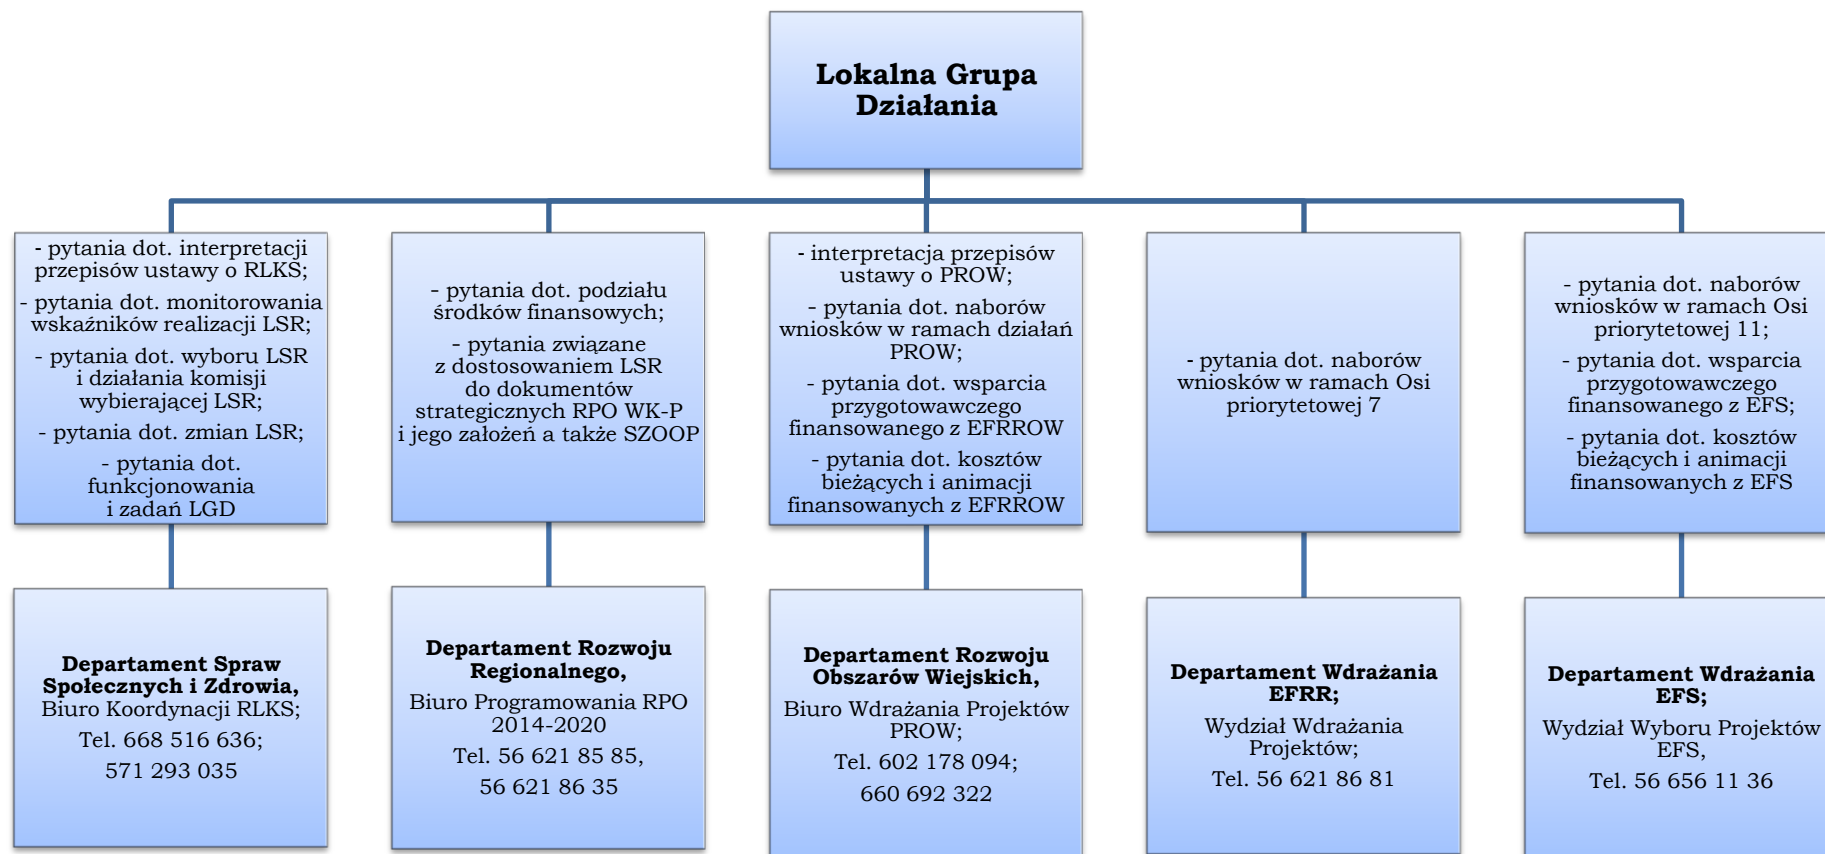 Lokalna Grupa
Działania
- pytania dot. interpretacji
przepisów ustawy o RLKS;
- pytania dot. monitorowania
wskaźników realizacji LSR;
- pytania dot. wyboru LSR
i działania komisji
wybierającej LSR;
- pytania dot. zmian LSR;
- pytania dot.
funkcjonowania
i zadań LGD
- pytania dot. podziału
środków finansowych;
- pytania związane
z dostosowaniem LSR
do dokumentów
strategicznych RPO WK-P
i jego założeń a także SZOOP
- interpretacja przepisów
ustawy o PROW;
- pytania dot. naborów
wniosków w ramach działań
PROW;
- pytania dot. wsparcia
przygotowawczego
finansowanego z EFRROW
- pytania dot. kosztów
bieżących i animacji
finansowanych z EFRROW
- pytania dot. naborów
wniosków w ramach Osi
priorytetowej 7
- pytania dot. naborów
wniosków w ramach Osi
priorytetowej 11;
- pytania dot. wsparcia
przygotowawczego
finansowanego z EFS;
- pytania dot. kosztów
bieżących i animacji
finansowanych z EFS
Departament Spraw
Społecznych i Zdrowia,
Biuro Koordynacji RLKS;
Tel. 668 516 636;
571 293 035
Departament Rozwoju
Regionalnego,
Biuro Programowania RPO
2014-2020
Tel. 56 621 85 85,
56 621 86 35
Departament Rozwoju
Obszarów Wiejskich,
Biuro Wdrażania Projektów
PROW;
Tel. 602 178 094;
660 692 322
Departament Wdrażania
EFRR;
Wydział Wdrażania
Projektów;
Tel. 56 621 86 81
Departament Wdrażania
EFS;
Wydział Wyboru Projektów
EFS,
Tel. 56 656 11 36